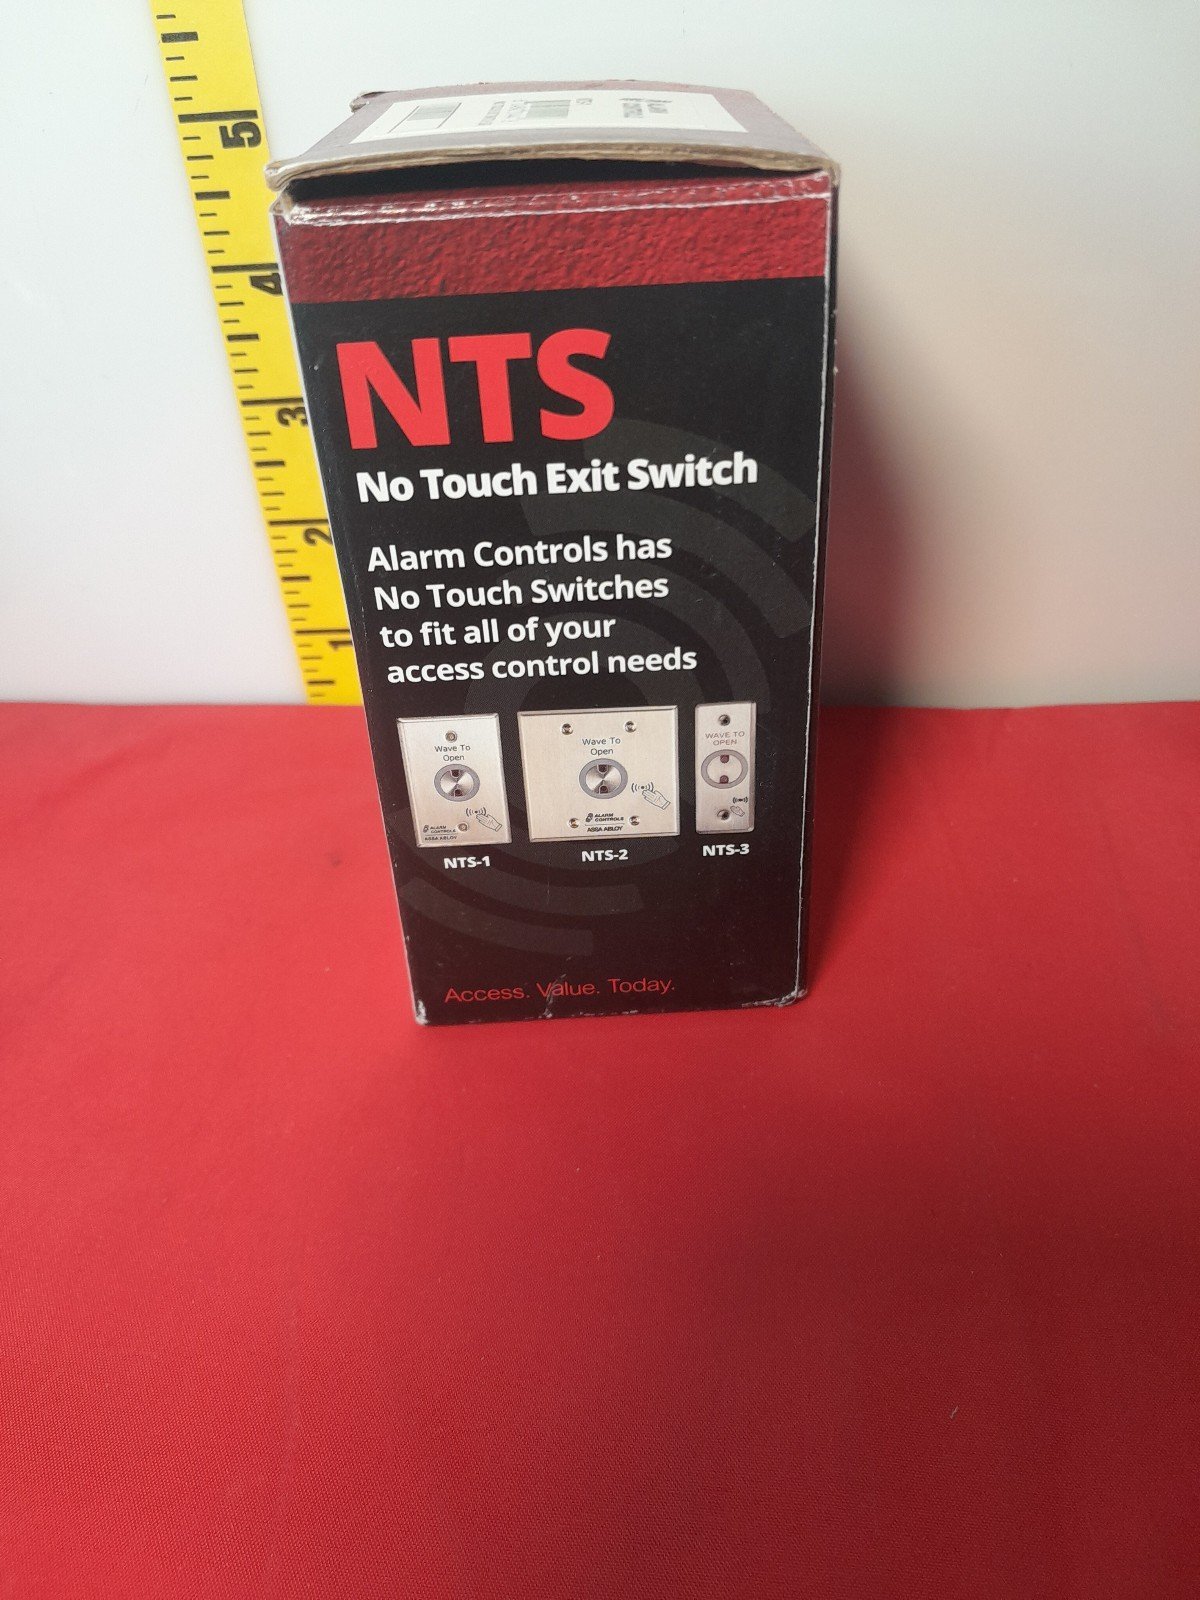 5
4
3
2
1
NTS
No Touch Exit Switch
Alarm Controls has
No Touch Switches
to fit all of your
access control needs
Wave To
Open
ALARM
CONTROLS
ASSA ABLOY
NTS-1
Wave To
Open
ALARM
CONTROLS
ASSA ABLOY
NTS-2
WAVE TO
OPEN
NTS-3
Access. Value. Today.